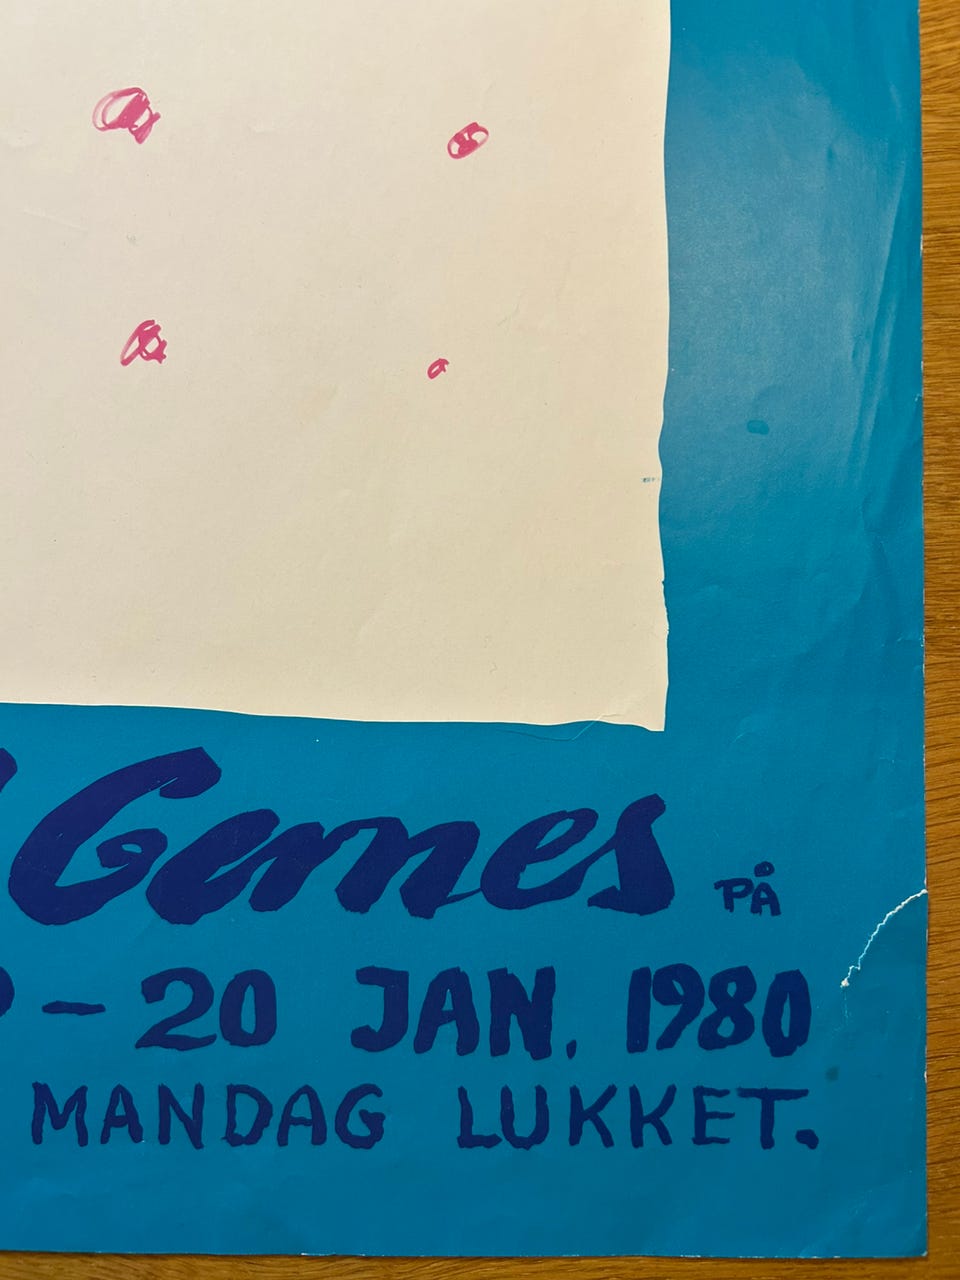 Gernes PÅ
– 20 JAN. 1980
MANDAG LUKKET.